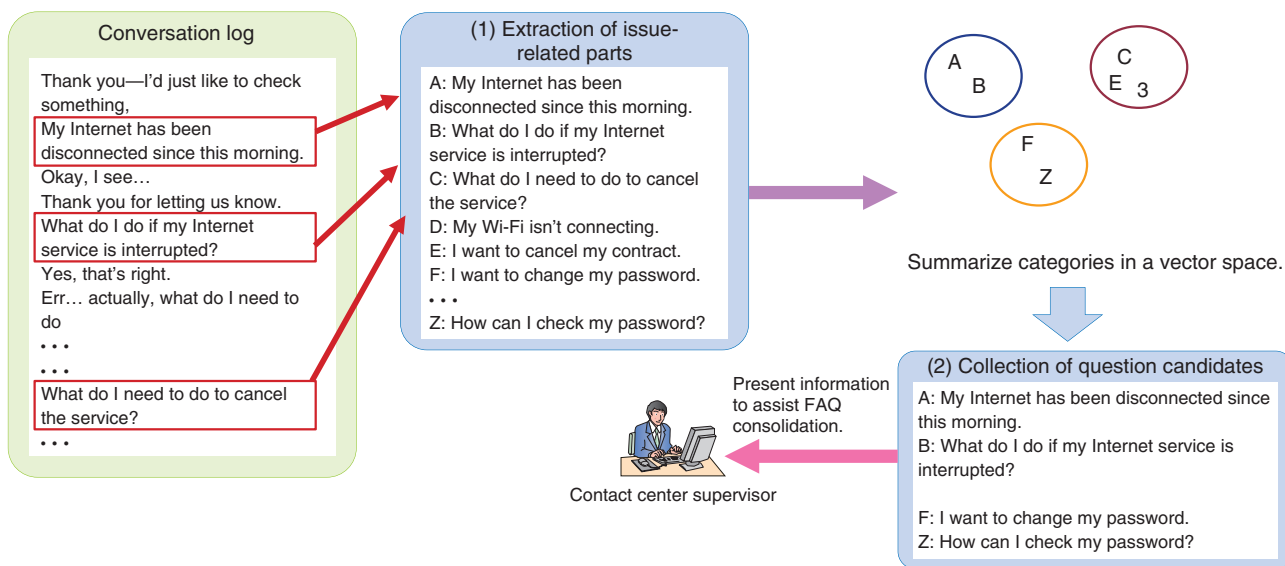 Conversation log
Thank you—I’d just like to check
something,
My Internet has been
disconnected since this morning.
Okay, I see…
Thank you for letting us know.
What do I do if my Internet
service is interrupted?
Yes, that’s right.
Err… actually, what do I need to
do
• • •
• • •
What do I need to do to cancel
the service?
• • •
(1) Extraction of issue-
related parts
A: My Internet has been
disconnected since this morning.
B: What do I do if my Internet
service is interrupted?
C: What do I need to do to cancel
the service?
D: My Wi-Fi isn’t connecting.
E: I want to cancel my contract.
F: I want to change my password.
• • •
Z: How can I check my password?
A
B
C
E 3
F
Z
Summarize categories in a vector space.
(2) Collection of question candidates
A: My Internet has been disconnected since
this morning.
B: What do I do if my Internet service is
interrupted?
F: I want to change my password.
Z: How can I check my password?
Present information
to assist FAQ
consolidation.
Contact center supervisor